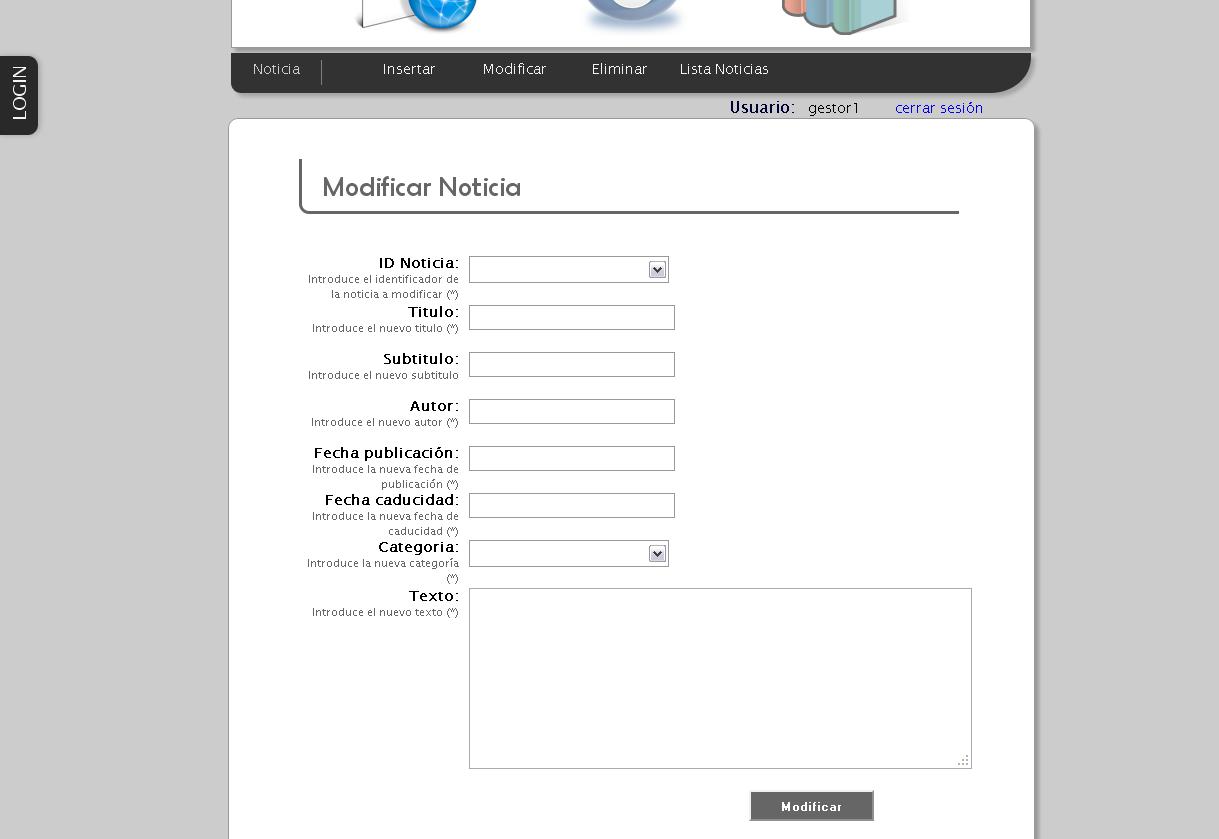 Noticia Insertar Modificar Eliminar Lista Noticias
LOGIN
Usuario: gestor1 cerrar sesión
Modificar Noticia
ID Noticia:
Introduce el identificador de
la noticia a modificar (*)
Titulo:
Introduce el nuevo titulo (*)
Subtitulo:
Introduce el nuevo subtitulo
Autor:
Introduce el nuevo autor (*)
Fecha publicación:
Introduce la nueva fecha de
publicación (*)
Fecha caducidad:
Introduce la nueva fecha de
caducidad (*)
Categoria:
Introduce la nueva categoría
(*)
Texto:
Introduce el nuevo texto (*)
Modificar